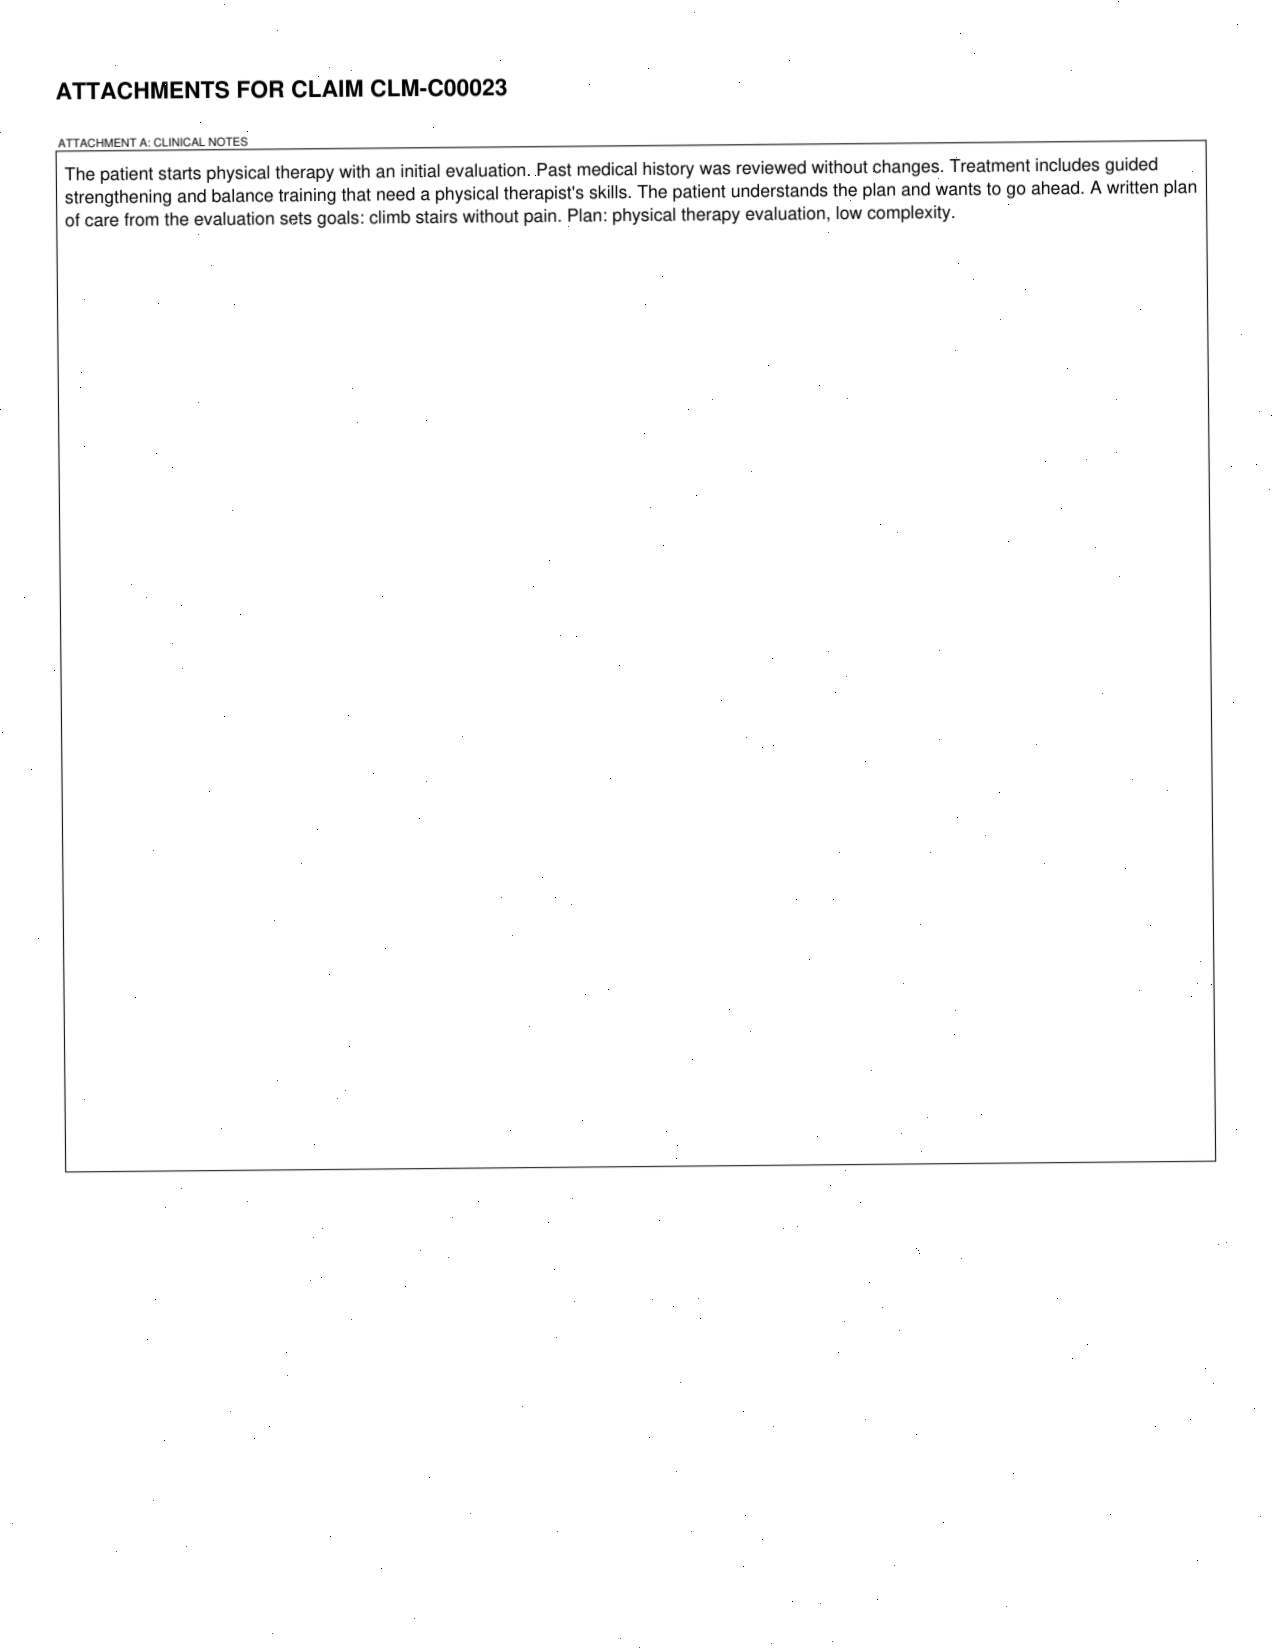 ATTACHMENTS FOR CLAIM CLM-C00023
ATTACHMENT A: CLINICAL NOTES
The patient starts physical therapy with an initial evaluation. Past medical history was reviewed without changes. Treatment includes guided
strengthening and balance training that need a physical therapist's skills. The patient understands the plan and wants to go ahead. A written plan
of care from the evaluation sets goals: climb stairs without pain. Plan: physical therapy evaluation, low complexity.